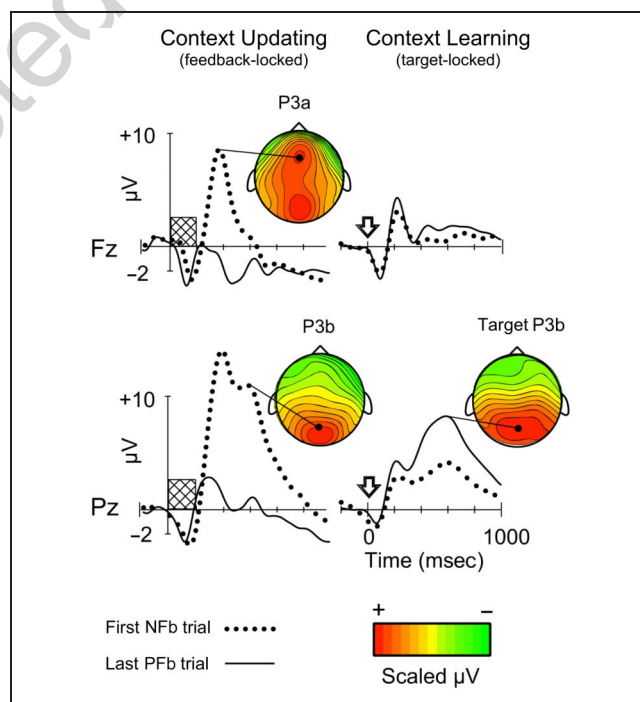 Context Updating Context Learning
(feedback-locked) (target-locked)
P3a
+10
μV
Fz
−2
P3b Target P3b
+10
μV
Pz
−2
0 1000
Time (msec)
First NFb trial
Last PFb trial
+ −
Scaled μV